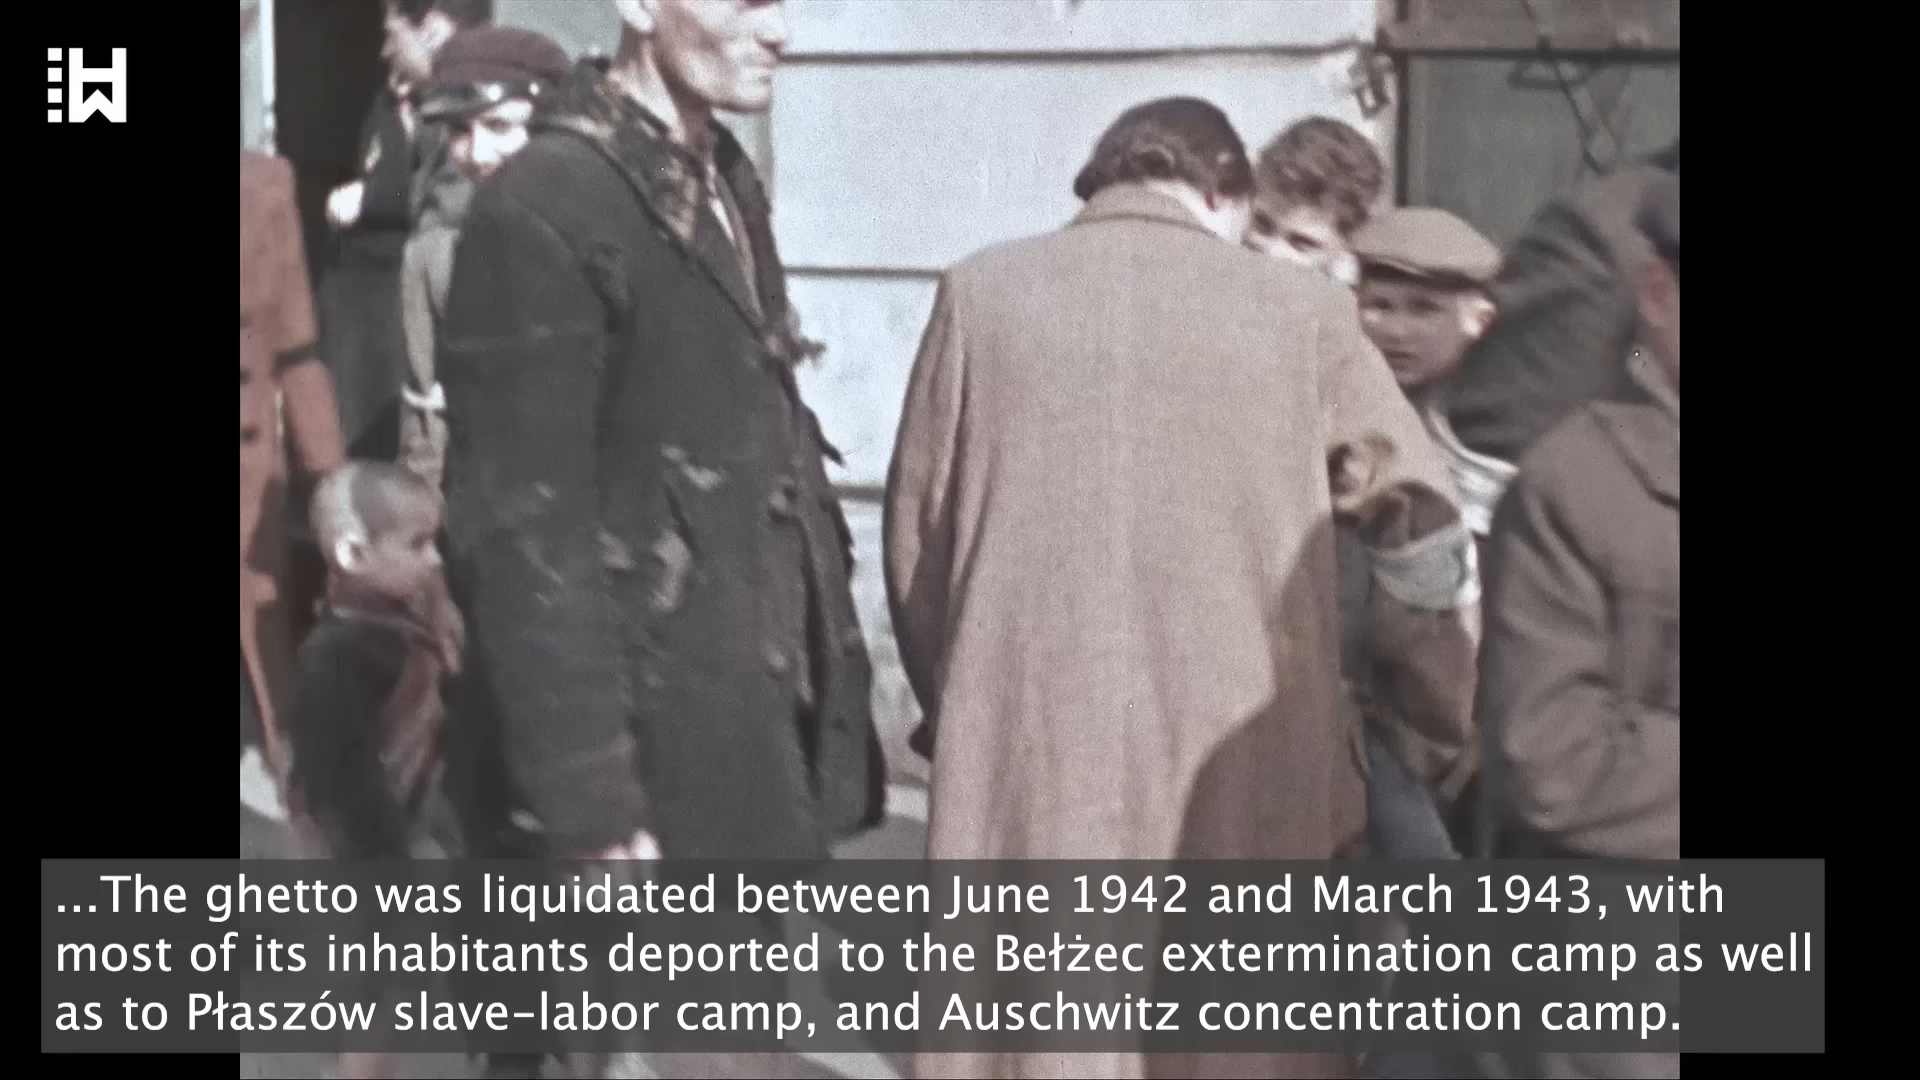 ...The ghetto was liquidated between June 1942 and March 1943, with
most of its inhabitants deported to the Bełżec extermination camp as well
as to Płaszów slave-labor camp, and Auschwitz concentration camp.